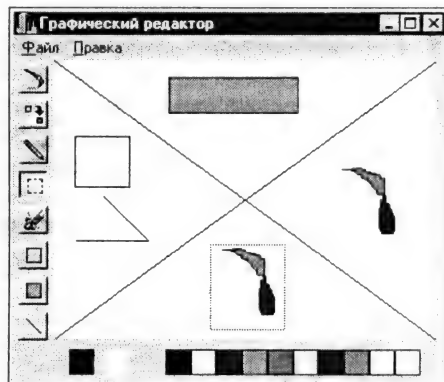 Графический редактор
Файл Правка